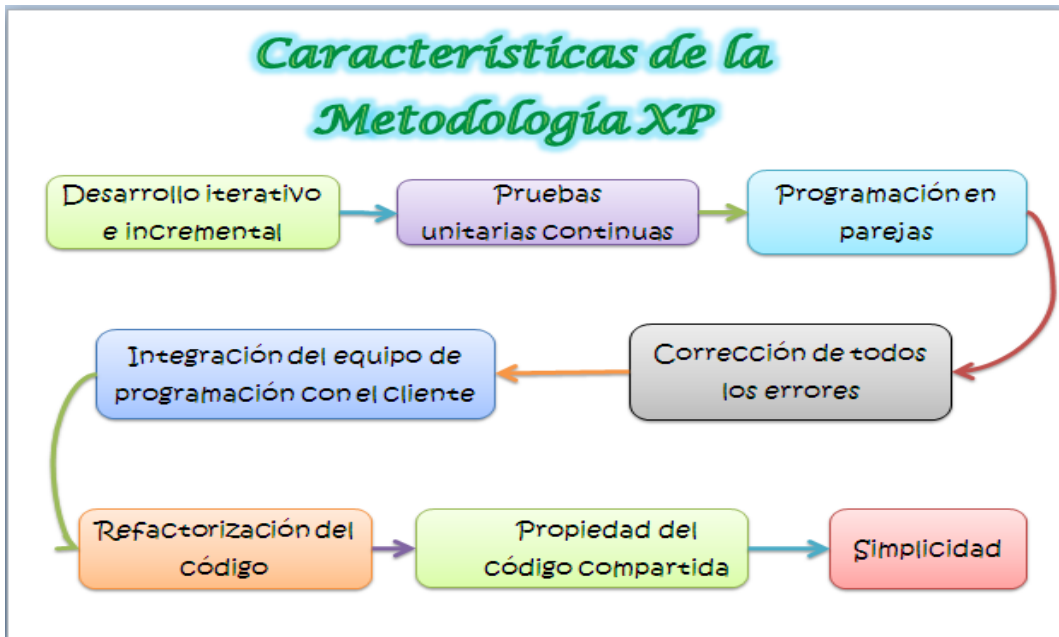 Características de la
Metodología XP
Desarrollo iterativo
e incremental
Pruebas
unitarias continuas
Programación en
parejas
Corrección de todos
los errores
Integración del equipo de
programación con el cliente
Refactorización del
código
Propiedad del
código compartida
Simplicidad